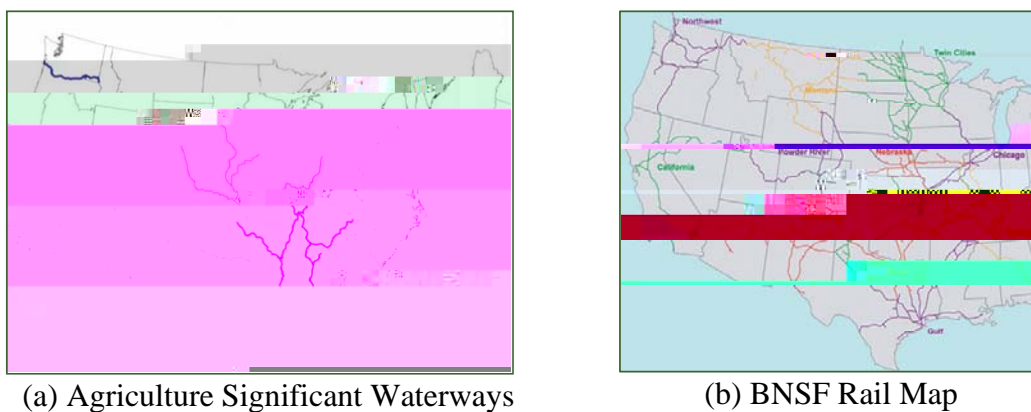 Northwest
Twin Cities
Montana
Powder River
Nebraska
Chicago
California
Gulf
(a) Agriculture Significant Waterways
(b) BNSF Rail Map